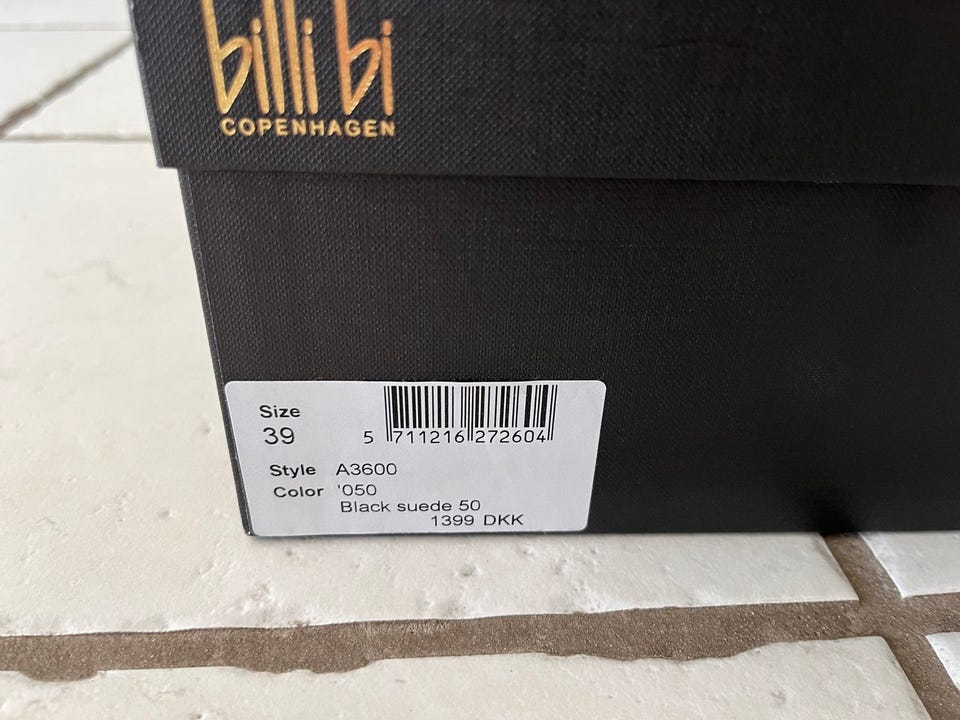 billi bi
COPENHAGEN
Size
39
5 711216 272604
Style A3600
Color '050
Black suede 50
1399 DKK